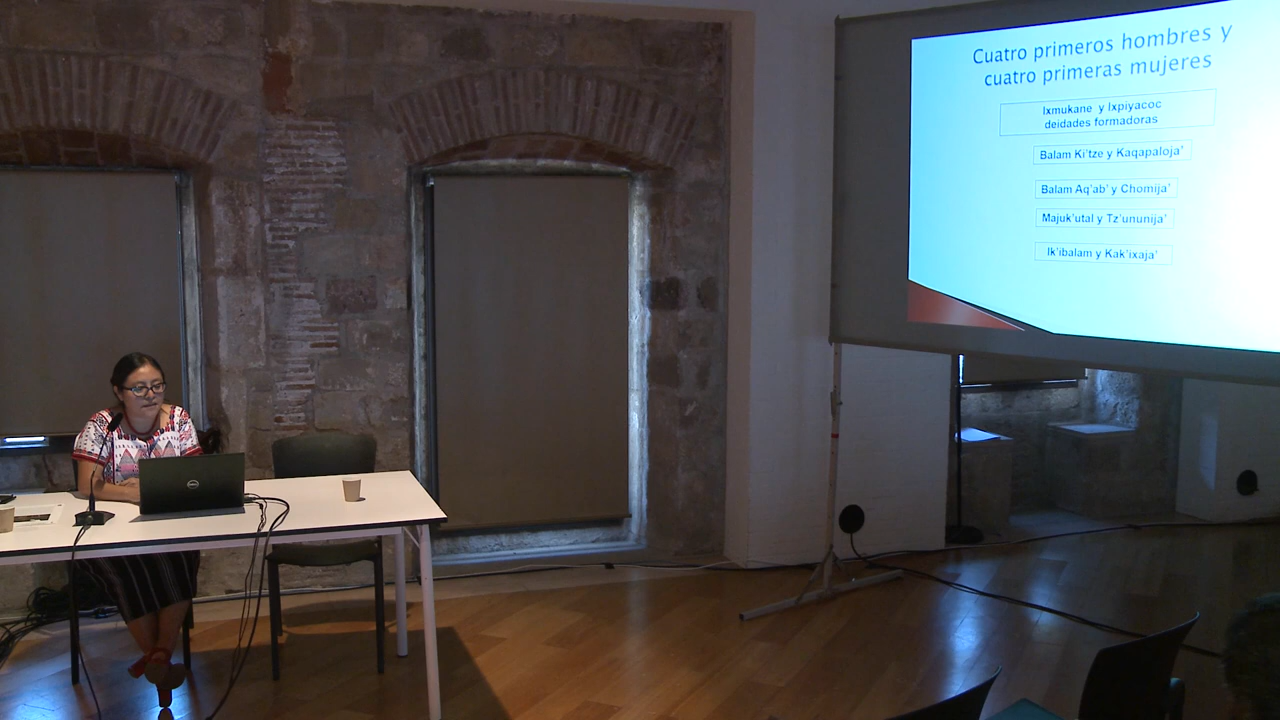 Cuatro primeros hombres y
cuatro primeras mujeres
Ixmukane y Ixpiyacoc
deidades formadoras
Balam Ki'tze y Kaqapaloja'
Balam Aq'ab' y Chomija'
Majuk'utal y Tz'ununija'
Ik'ibalam y Kak'ixaja'
DELL